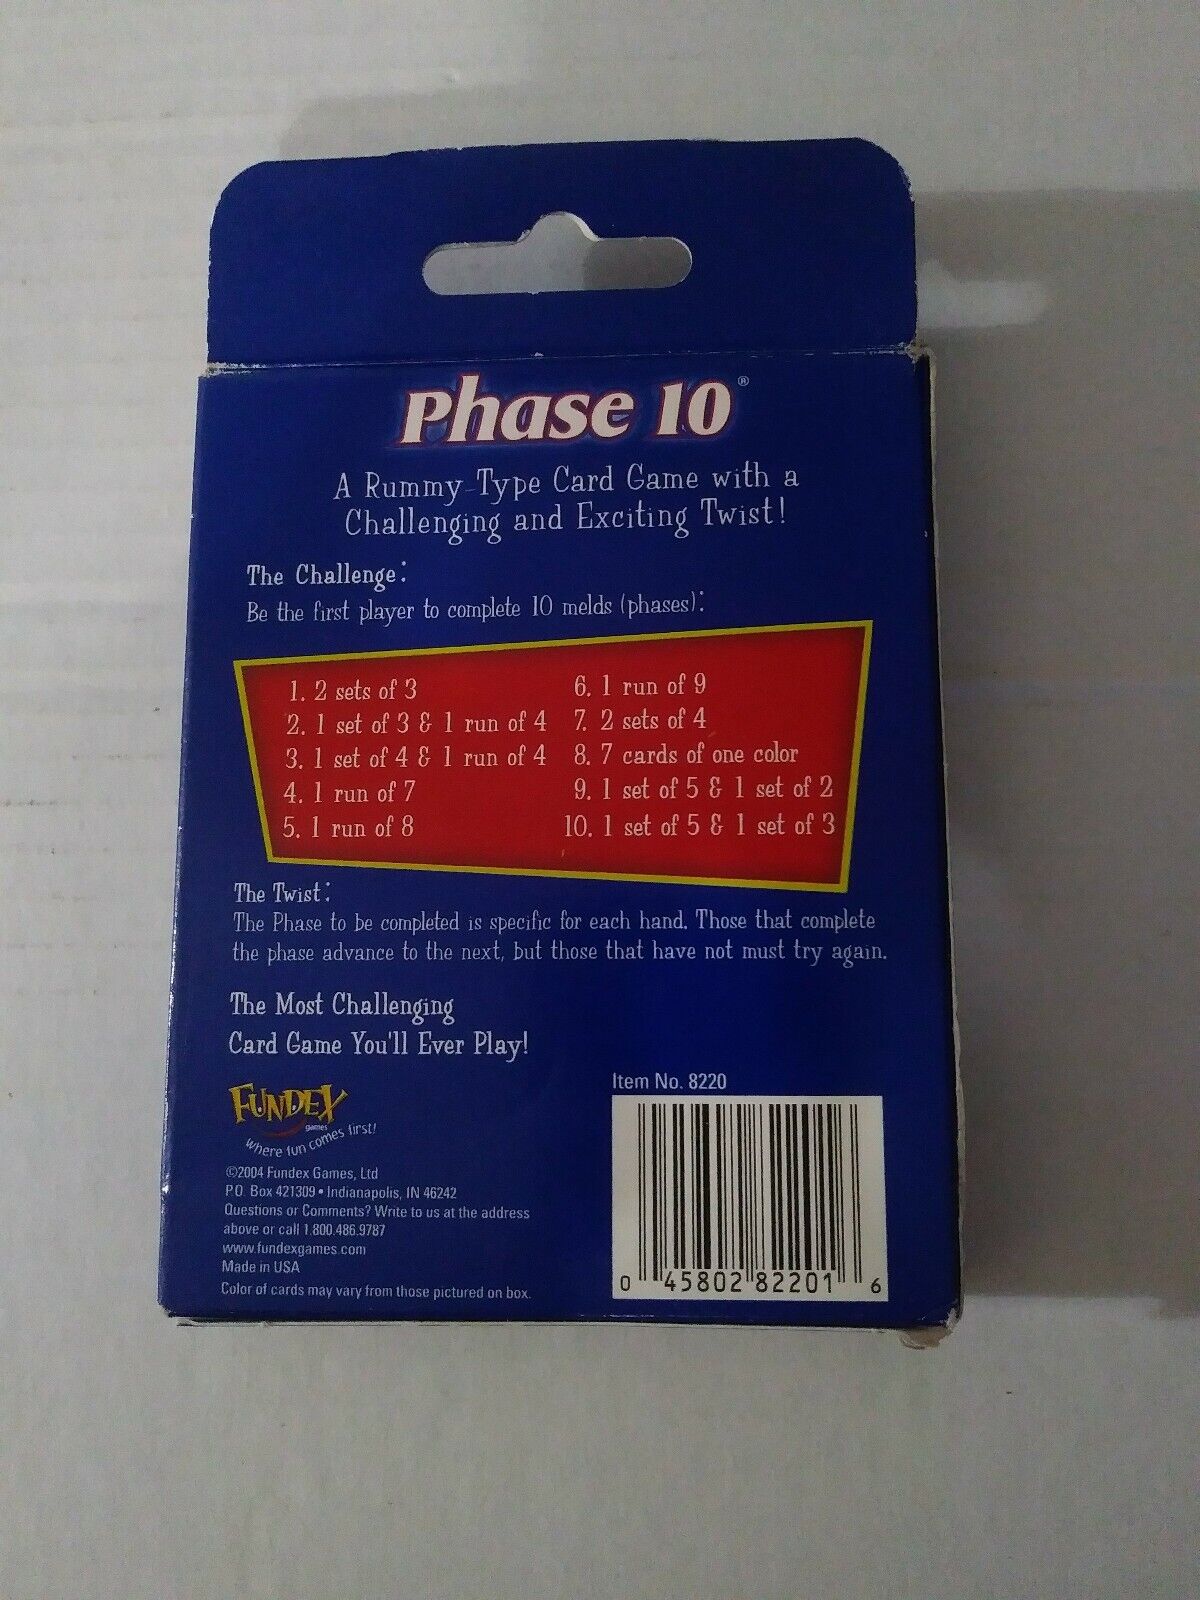 Phase 10®
A Rummy-Type Card Game with a
Challenging and Exciting Twist!
The Challenge:
Be the first player to complete 10 melds (phases):
1. 2 sets of 3
2. 1 set of 3 & 1 run of 4
3. 1 set of 4 & 1 run of 4
4. 1 run of 7
5. 1 run of 8
6. 1 run of 9
7. 2 sets of 4
8. 7 cards of one color
9. 1 set of 5 & 1 set of 2
10. 1 set of 5 & 1 set of 3
The Twist:
The Phase to be completed is specific for each hand. Those that complete
the phase advance to the next, but those that have not must try again.
The Most Challenging
Card Game You'll Ever Play!
FUNDEX
games
where fun comes first!
©2004 Fundex Games, Ltd
P.O. Box 421309 • Indianapolis, IN 46242
Questions or Comments? Write to us at the address
above or call 1.800.486.9787
www.fundexgames.com
Made in USA
Color of cards may vary from those pictured on box.
Item No. 8220
0 45802 82201 6